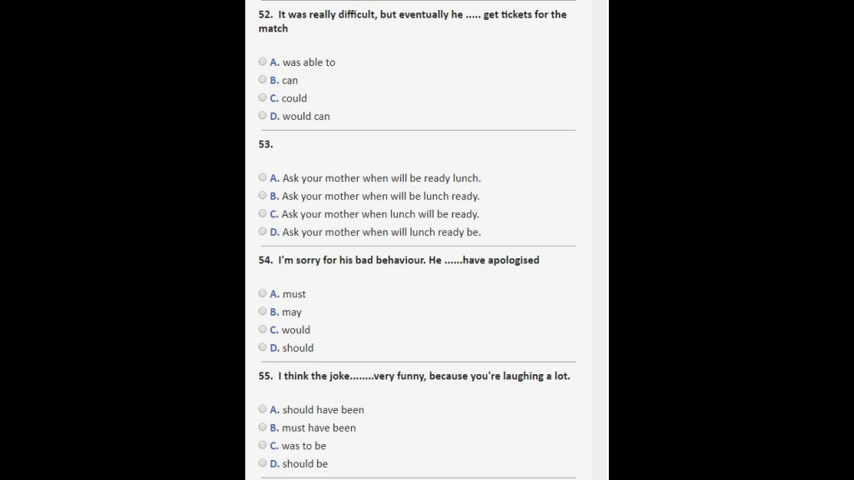 52. It was really difficult, but eventually he ..... get tickets for the
match
A. was able to
B. can
C. could
D. would can
53.
A. Ask your mother when will be ready lunch.
B. Ask your mother when will be lunch ready.
C. Ask your mother when lunch will be ready.
D. Ask your mother when will lunch ready be.
54. I'm sorry for his bad behaviour. He ......have apologised
A. must
B. may
C. would
D. should
55. I think the joke........very funny, because you're laughing a lot.
A. should have been
B. must have been
C. was to be
D. should be